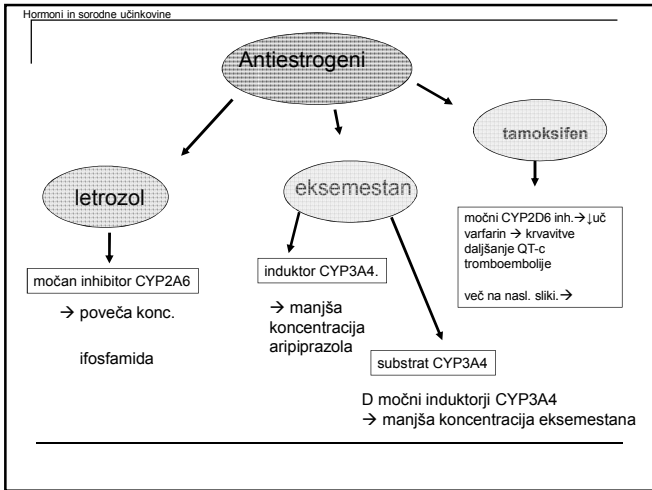 Hormoni in sorodne učinkovine
Antiestrogeni
tamoksifen
letrozol
eksemestan
močni CYP2D6 inh.→↓uč
varfarin → krvavitve
daljšanje QT-c
tromboembolije
več na nasl. sliki.→
močan inhibitor CYP2A6
→ poveča konc.
ifosfamida
induktor CYP3A4.
→ manjša
koncentracija
aripiprazola
substrat CYP3A4
D močni induktorji CYP3A4
→ manjša koncentracija eksemestana